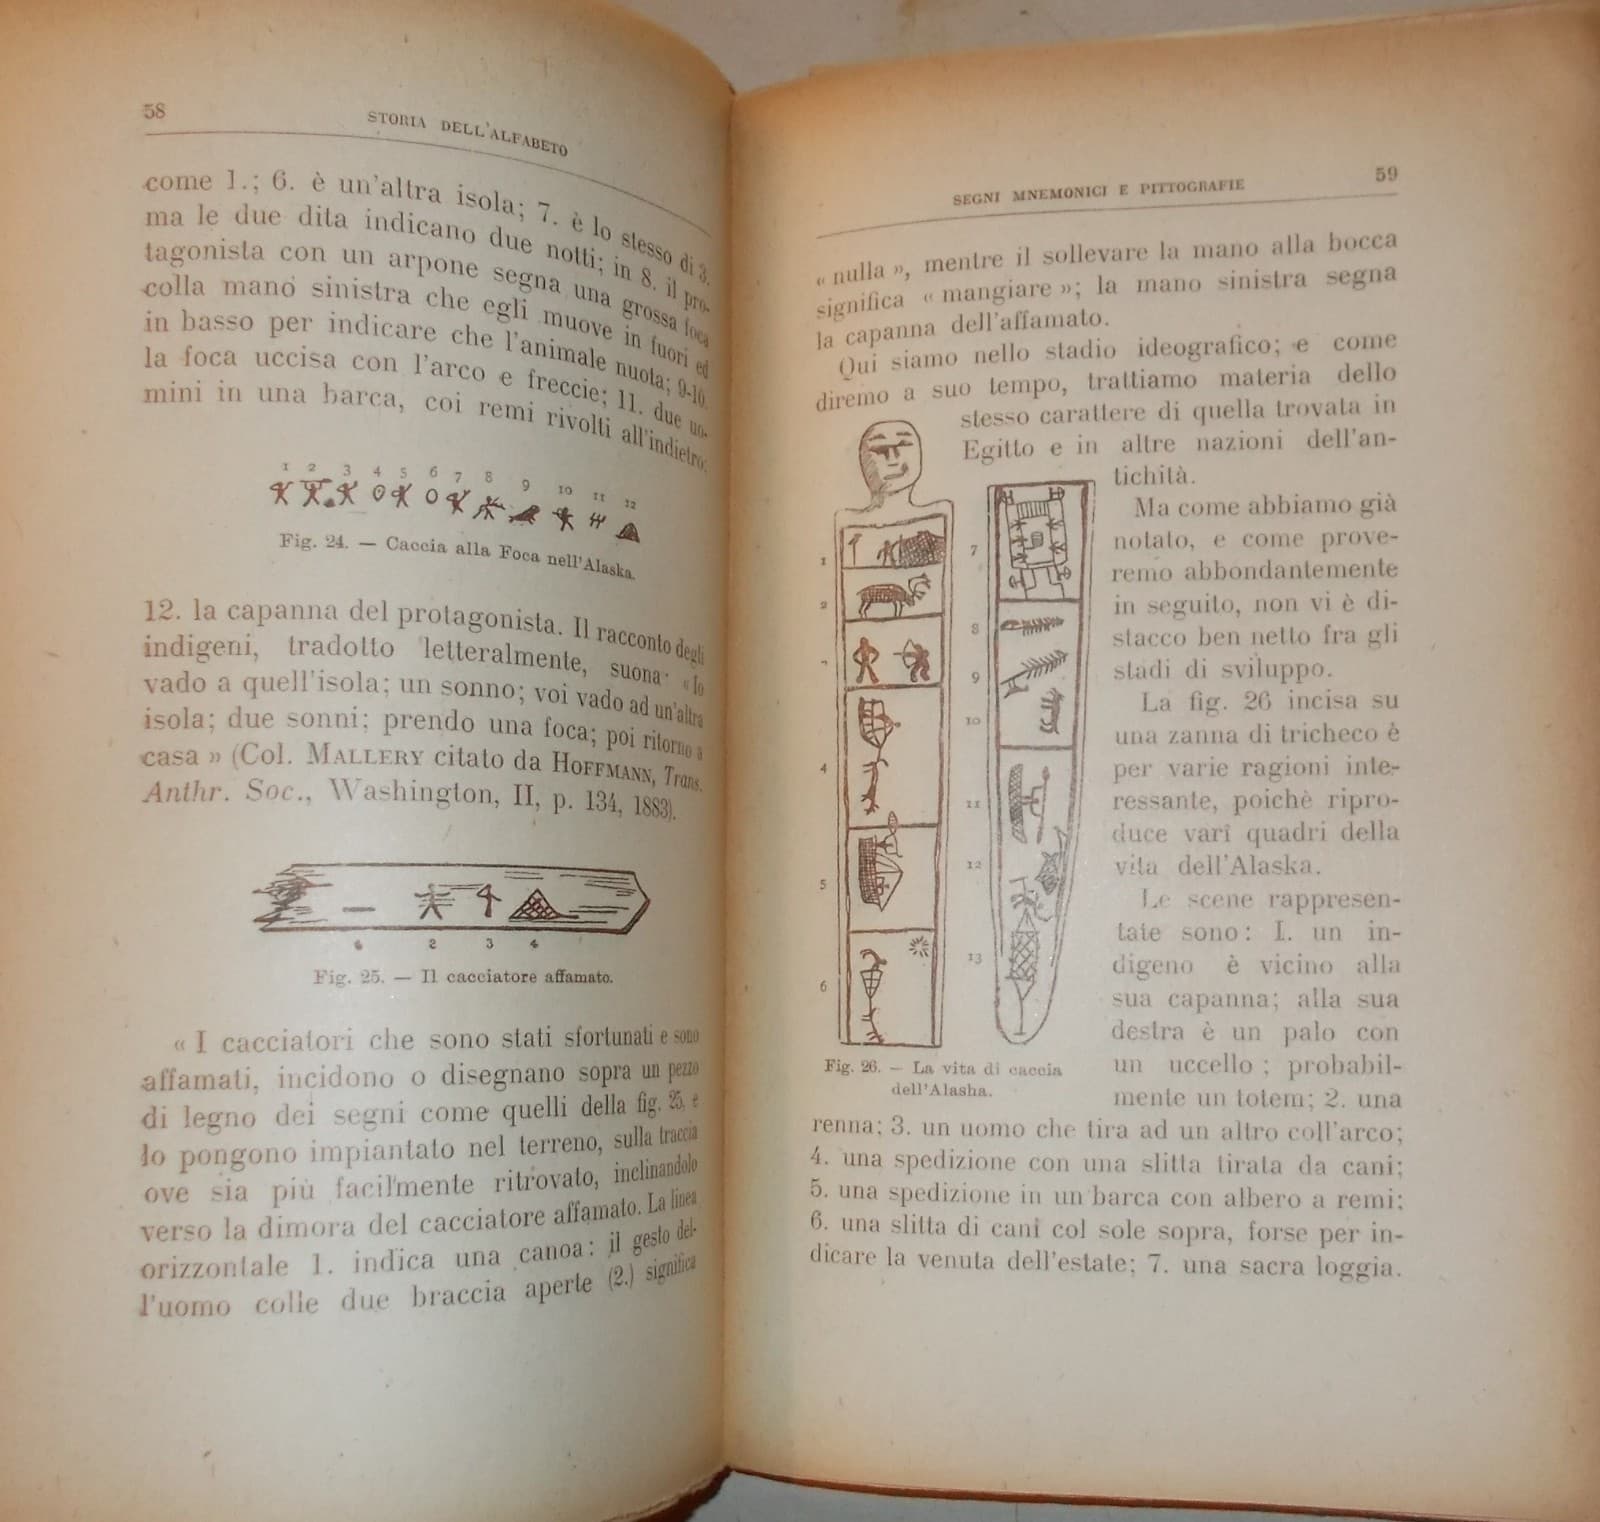 58
STORIA DELL'ALFABETO
come 1.; 6. è un'altra isola; 7. è lo stesso di 3.
ma le due dita indicano due notti; in 8. il pro-
tagonista con un arpone segna una grossa foca
colla mano sinistra che egli muove in fuori ed
in basso per indicare che l'animale nuota; 9-10.
la foca uccisa con l'arco e freccie; 11. due uo-
mini in una barca, coi remi rivolti all'indietro;
1 2 3 4 5 6 7 8 9 10 11 12
Fig. 24. — Caccia alla Foca nell'Alaska.
12. la capanna del protagonista. Il racconto degli
indigeni, tradotto letteralmente, suona: « Io
vado a quell'isola; un sonno; voi vado ad un'altra
isola; due sonni; prendo una foca; poi ritorno a
casa » (Col. MALLERY citato da HOFFMANN, Trans.
Anthr. Soc., Washington, II, p. 134, 1883).
2 3 4
Fig. 25. — Il cacciatore affamato.
« I cacciatori che sono stati sfortunati e sono
affamati, incidono o disegnano sopra un pezzo
di legno dei segni come quelli della fig. 25, e
lo pongono impiantato nel terreno, sulla traccia
ove sia più facilmente ritrovato, inclinandolo
verso la dimora del cacciatore affamato. La linea
orizzontale 1. indica una canoa: il gesto del-
l'uomo colle due braccia aperte (2.) significa
SEGNI MNEMONICI E PITTOGRAFIE
59
« nulla », mentre il sollevare la mano alla bocca
significa « mangiare »; la mano sinistra segna
la capanna dell'affamato.
Qui siamo nello stadio ideografico; e come
diremo a suo tempo, trattiamo materia dello
stesso carattere di quella trovata in
Egitto e in altre nazioni dell'an-
tichità.
Ma come abbiamo già
notato, e come prove-
remo abbondantemente
in seguito, non vi è di-
stacco ben netto fra gli
stadi di sviluppo.
La fig. 26 incisa su
una zanna di tricheco è
per varie ragioni inte-
ressante, poichè ripro-
duce varî quadri della
vita dell'Alaska.
Le scene rappresen-
tate sono: I. un in-
digeno è vicino alla
sua capanna; alla sua
destra è un palo con
un uccello; probabil-
mente un totem; 2. una
1
2
4
5
6
7
8
9
10
11
12
13
Fig. 26. — La vita di caccia
dell'Alasha.
renna; 3. un uomo che tira ad un altro coll'arco;
4. una spedizione con una slitta tirata da cani;
5. una spedizione in un barca con albero a remi;
6. una slitta di cani col sole sopra, forse per in-
dicare la venuta dell'estate; 7. una sacra loggia.